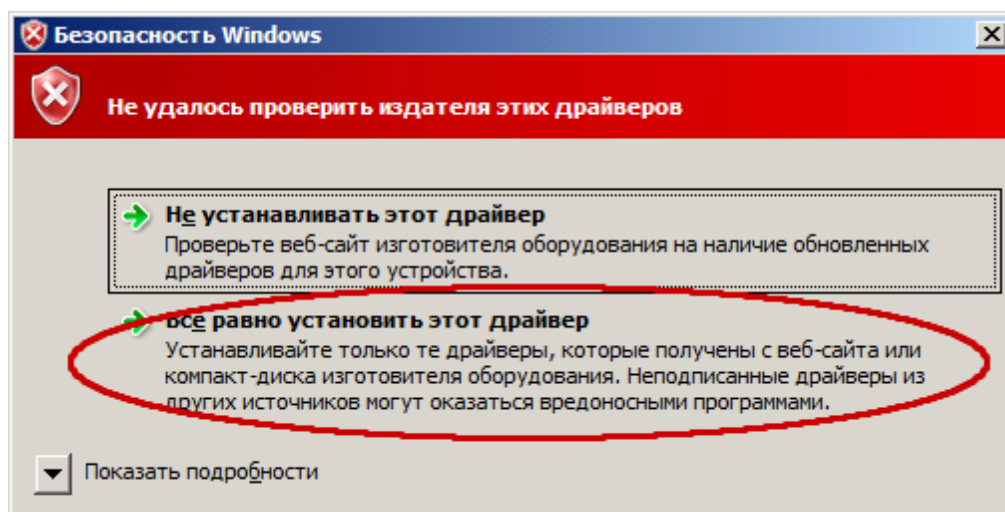 Безопасность Windows
Не удалось проверить издателя этих драйверов
Не устанавливать этот драйвер
Проверьте веб-сайт изготовителя оборудования на наличие обновленных
драйверов для этого устройства.
Все равно установить этот драйвер
Устанавливайте только те драйверы, которые получены с веб-сайта или
компакт-диска изготовителя оборудования. Неподписанные драйверы из
других источников могут оказаться вредоносными программами.
Показать подробности